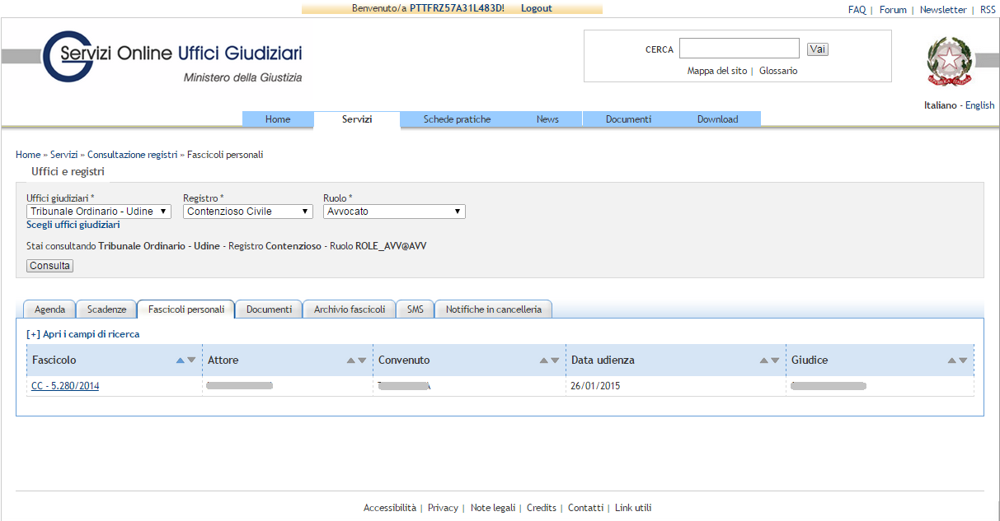 Benvenuto/a PTTFRZ57A31L483D! Logout
FAQ | Forum | Newsletter | RSS
Servizi Online Uffici Giudiziari
Ministero della Giustizia
CERCA Vai
Mappa del sito | Glossario
Italiano - English
Home Servizi Schede pratiche News Documenti Download
Home » Servizi » Consultazione registri » Fascicoli personali
Uffici e registri
Uffici giudiziari * Registro * Ruolo *
Tribunale Ordinario - Udine ▼ Contenzioso Civile ▼ Avvocato ▼
Scegli uffici giudiziari
Stai consultando Tribunale Ordinario - Udine - Registro Contenzioso - Ruolo ROLE_AVV@AVV
Consulta
Agenda Scadenze Fascicoli personali Documenti Archivio fascicoli SMS Notifiche in cancelleria
[+] Apri i campi di ricerca
Fascicolo Attore Convenuto Data udienza Giudice
CC - 5.280/2014 26/01/2015
Accessibilità | Privacy | Note legali | Credits | Contatti | Link utili